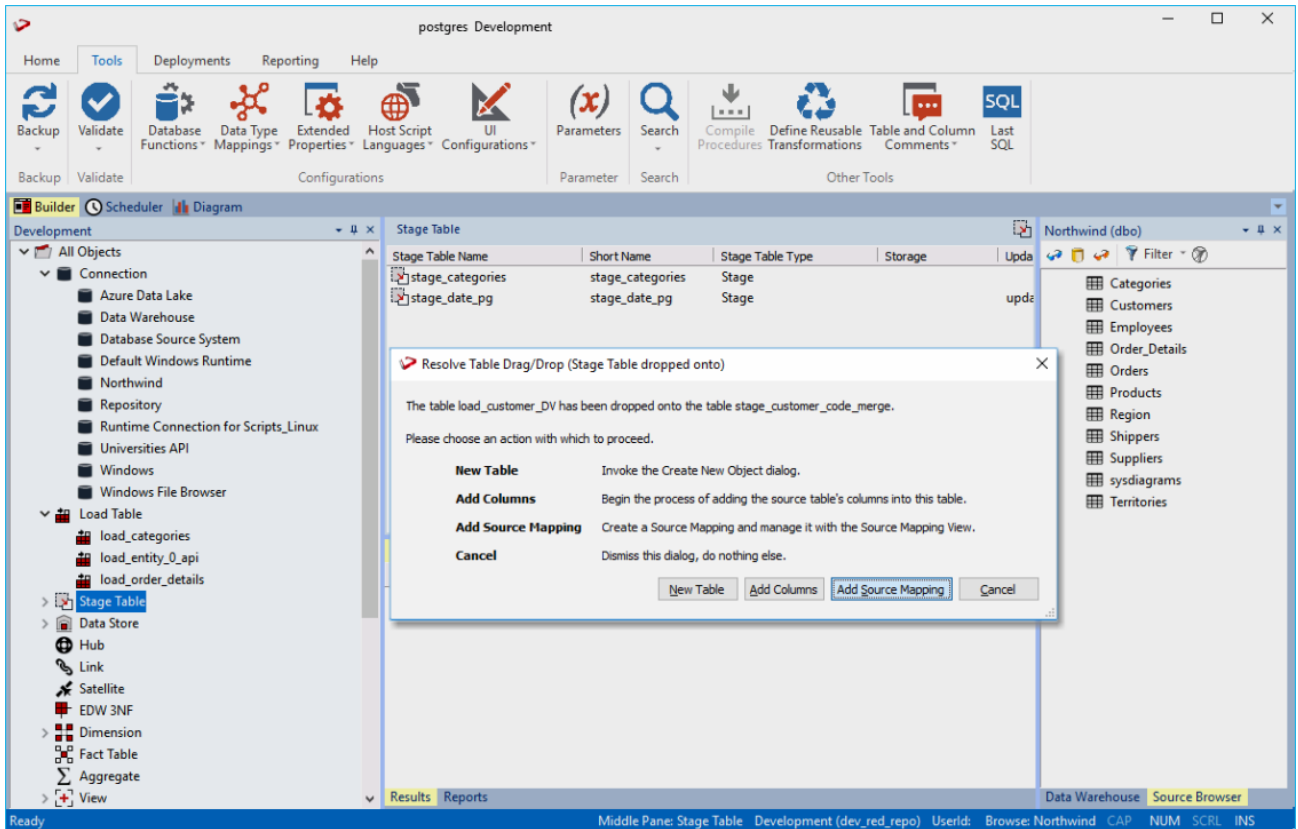 postgres Development
Home Tools Deployments Reporting Help
Backup Validate Database Functions Data Type Mappings Extended Properties Host Script Languages UI Configurations (x) Parameters Search Compile Procedures Define Reusable Transformations Table and Column Comments SQL Last SQL
Backup Validate Configurations Parameter Search Other Tools
Builder Scheduler Diagram
Development
All Objects
Connection
Azure Data Lake
Data Warehouse
Database Source System
Default Windows Runtime
Northwind
Repository
Runtime Connection for Scripts_Linux
Universities API
Windows
Windows File Browser
Load Table
load_categories
load_entity_0_api
load_order_details
Stage Table
Data Store
Hub
Link
Satellite
EDW 3NF
Dimension
Fact Table
Aggregate
View
Stage Table
Stage Table Name Short Name Stage Table Type Storage Upda
stage_categories stage_categories Stage
stage_date_pg stage_date_pg Stage upda
Resolve Table Drag/Drop (Stage Table dropped onto)
The table load_customer_DV has been dropped onto the table stage_customer_code_merge.
Please choose an action with which to proceed.
New Table Invoke the Create New Object dialog.
Add Columns Begin the process of adding the source table's columns into this table.
Add Source Mapping Create a Source Mapping and manage it with the Source Mapping View.
Cancel Dismiss this dialog, do nothing else.
New Table Add Columns Add Source Mapping Cancel
Results Reports
Northwind (dbo)
Filter
Categories
Customers
Employees
Order_Details
Orders
Products
Region
Shippers
Suppliers
sysdiagrams
Territories
Data Warehouse Source Browser
Ready Middle Pane: Stage Table Development (dev_red_repo) UserId: Browse: Northwind CAP NUM SCRL INS